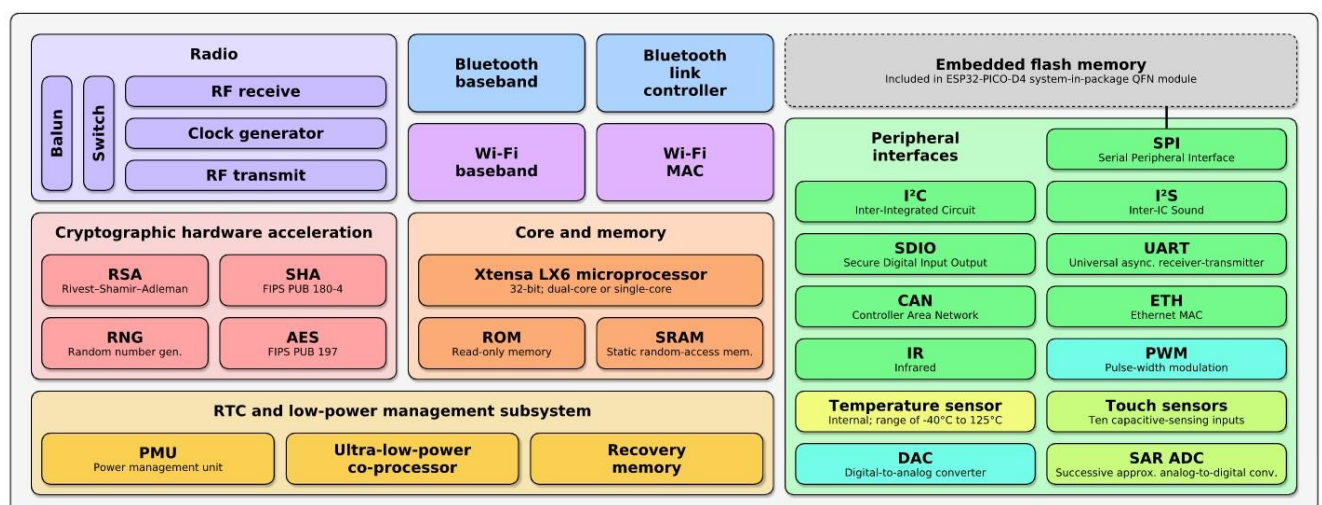 Radio
Balun
Switch
RF receive
Clock generator
RF transmit
Bluetooth
baseband
Bluetooth
link
controller
Wi-Fi
baseband
Wi-Fi
MAC
Cryptographic hardware acceleration
RSA
Rivest–Shamir–Adleman
SHA
FIPS PUB 180-4
RNG
Random number gen.
AES
FIPS PUB 197
Core and memory
Xtensa LX6 microprocessor
32-bit; dual-core or single-core
ROM
Read-only memory
SRAM
Static random-access mem.
RTC and low-power management subsystem
PMU
Power management unit
Ultra-low-power
co-processor
Recovery
memory
Embedded flash memory
Included in ESP32-PICO-D4 system-in-package QFN module
Peripheral
interfaces
SPI
Serial Peripheral Interface
I²C
Inter-Integrated Circuit
I²S
Inter-IC Sound
SDIO
Secure Digital Input Output
UART
Universal async. receiver-transmitter
CAN
Controller Area Network
ETH
Ethernet MAC
IR
Infrared
PWM
Pulse-width modulation
Temperature sensor
Internal; range of -40°C to 125°C
Touch sensors
Ten capacitive-sensing inputs
DAC
Digital-to-analog converter
SAR ADC
Successive approx. analog-to-digital conv.